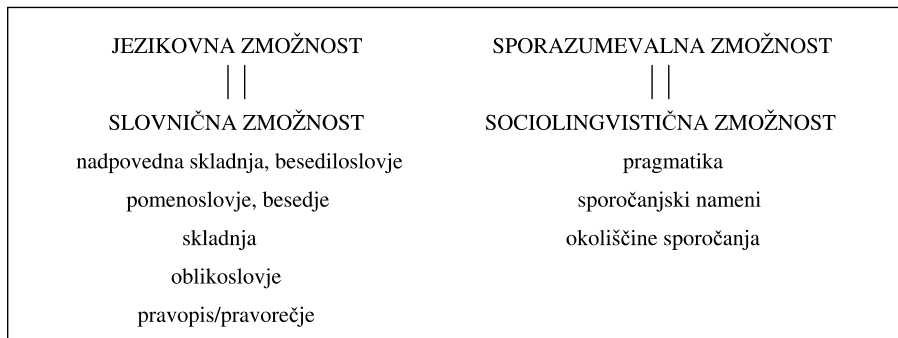 JEZIKOVNA ZMOŽNOST
SLOVNIČNA ZMOŽNOST
nadpovedna skladnja, besediloslovje
pomenoslovje, besedje
skladnja
oblikoslovje
pravopis/pravorečje
SPORAZUMEVALNA ZMOŽNOST
SOCIOLINGVISTIČNA ZMOŽNOST
pragmatika
sporočanjski nameni
okoliščine sporočanja